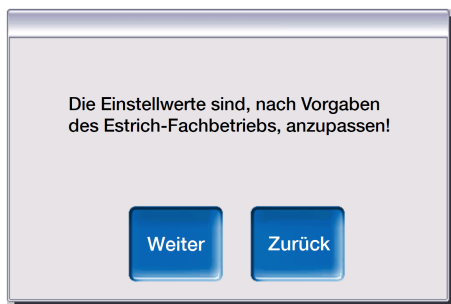 Die Einstellwerte sind, nach Vorgaben
des Estrich-Fachbetriebs, anzupassen!
Weiter
Zurück